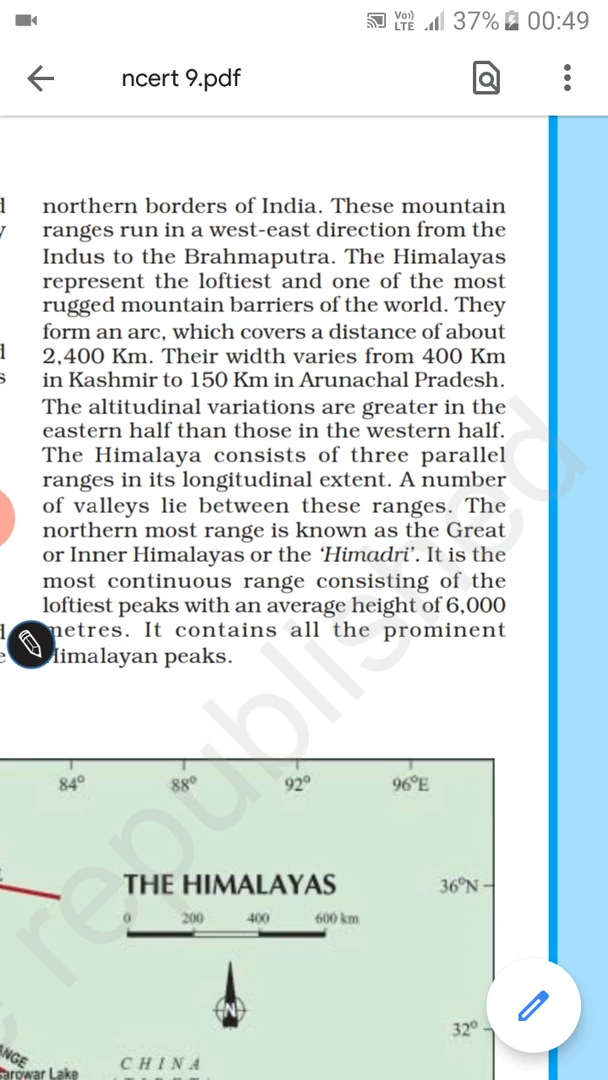 Vo))
LTE
37%
00:49
ncert 9.pdf
northern borders of India. These mountain
ranges run in a west-east direction from the
Indus to the Brahmaputra. The Himalayas
represent the loftiest and one of the most
rugged mountain barriers of the world. They
form an arc, which covers a distance of about
2,400 Km. Their width varies from 400 Km
in Kashmir to 150 Km in Arunachal Pradesh.
The altitudinal variations are greater in the
eastern half than those in the western half.
The Himalaya consists of three parallel
ranges in its longitudinal extent. A number
of valleys lie between these ranges. The
northern most range is known as the Great
or Inner Himalayas or the ‘Himadri’. It is the
most continuous range consisting of the
loftiest peaks with an average height of 6,000
metres. It contains all the prominent
Himalayan peaks.
84° 88° 92° 96°E
THE HIMALAYAS
36°N
0 200 400 600 km
N
32°
CHINA
republished